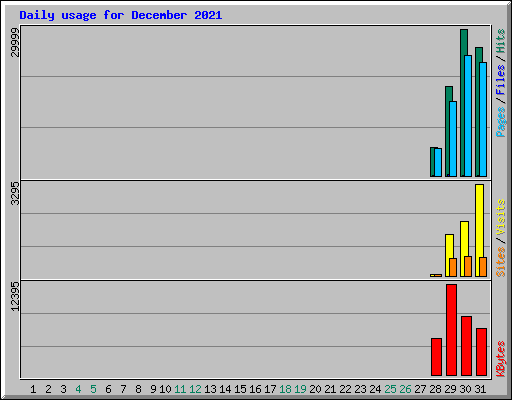 Daily usage for December 2021
29999
3295
12395
Pages / Files / Hits
Sites / Visits
KBytes
1 2 3 4 5 6 7 8 9 10 11 12 13 14 15 16 17 18 19 20 21 22 23 24 25 26 27 28 29 30 31